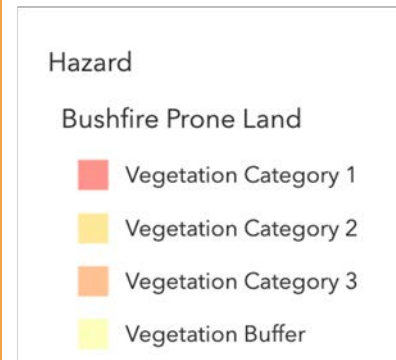 Hazard
Bushfire Prone Land
Vegetation Category 1
Vegetation Category 2
Vegetation Category 3
Vegetation Buffer